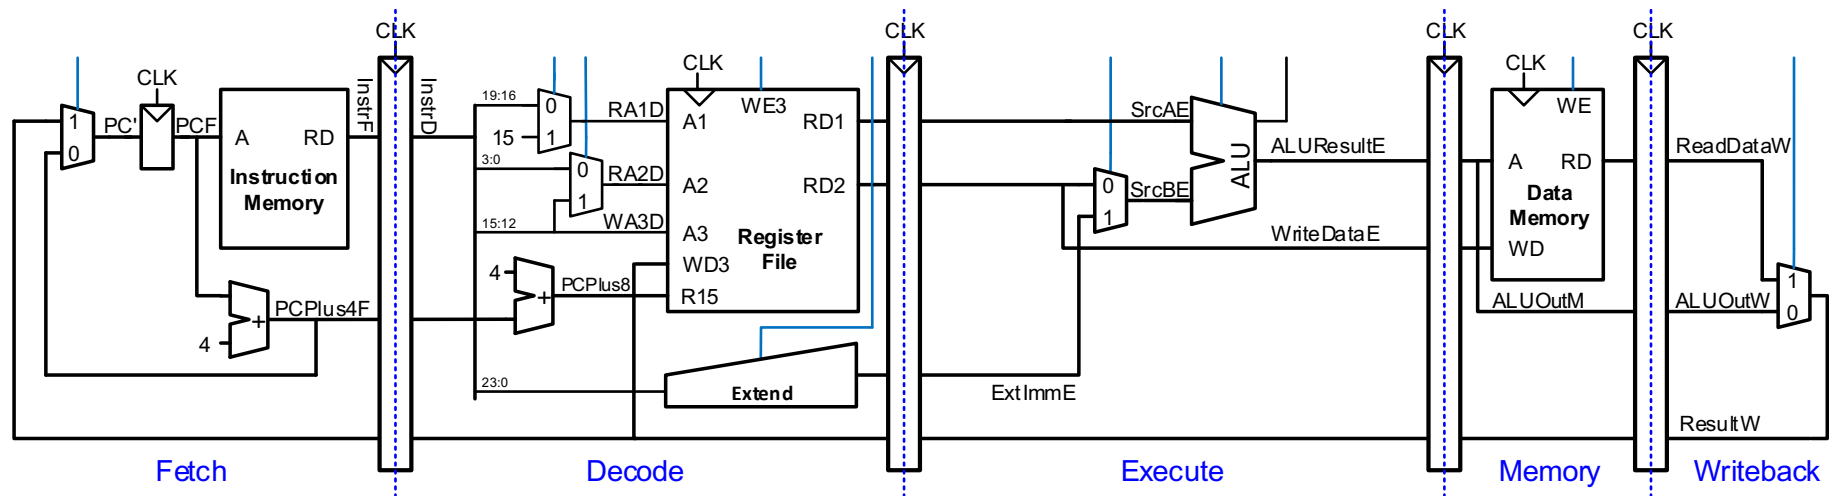 CLK
CLK
CLK
CLK
CLK
CLK
CLK
1
0
PC'
PCF
A
RD
Instruction
Memory
InstrF
InstrD
PCPlus4F
+
4
19:16
0
1
15
RA1D
3:0
0
1
RA2D
15:12
WA3D
4
+
PCPlus8
23:0
WE3
A1
RD1
A2
RD2
A3
Register
File
WD3
R15
Extend
0
1
SrcAE
SrcBE
ALU
ALUResultE
WriteDataE
ExtImmE
WE
A
RD
Data
Memory
WD
ALUOutM
ReadDataW
ALUOutW
1
0
ResultW
Fetch
Decode
Execute
Memory
Writeback